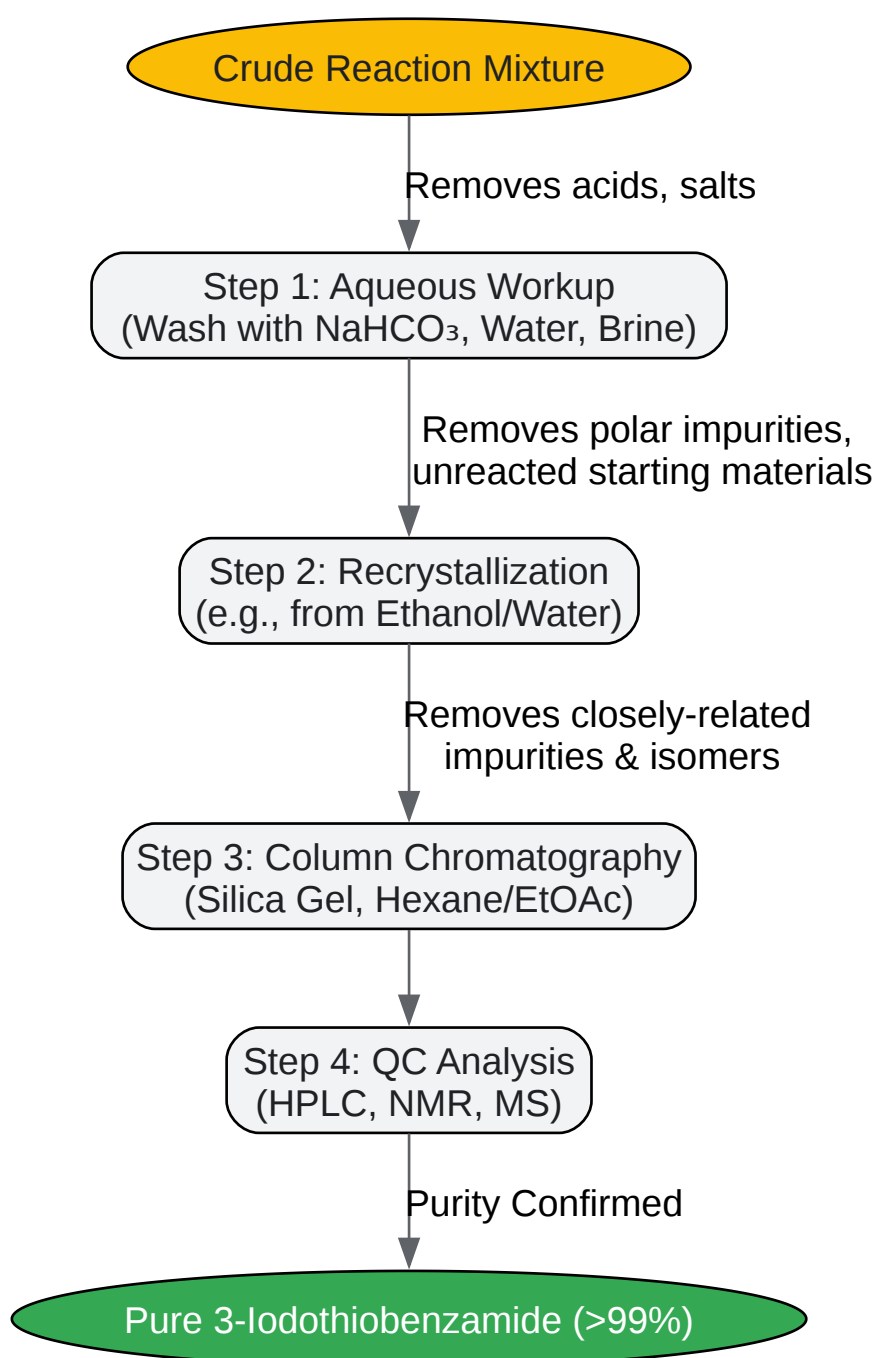 Crude Reaction Mixture
Removes acids, salts
Step 1: Aqueous Workup
(Wash with NaHCO₃, Water, Brine)
Removes polar impurities,
unreacted starting materials
Step 2: Recrystallization
(e.g., from Ethanol/Water)
Removes closely-related
impurities & isomers
Step 3: Column Chromatography
(Silica Gel, Hexane/EtOAc)
Step 4: QC Analysis
(HPLC, NMR, MS)
Purity Confirmed
Pure 3-Iodothiobenzamide (>99%)